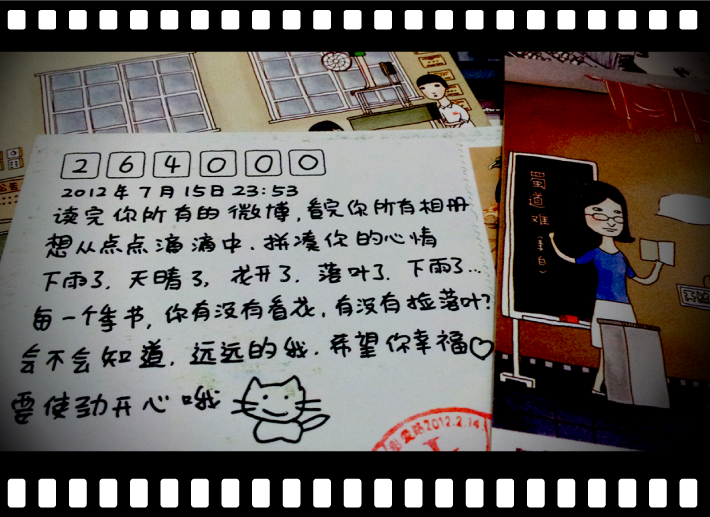 264000
2012年7月15日23:53
读完你所有的微博,看完你所有相册
想从点点滴滴中.拼凑你的心情
下雨了.天晴了,花开了.落叶了.下雨了...
每一个季节,你有没有看花,有没有捡落叶?
会不会知道.远远的我.希望你幸福♡
要使劲开心哦
2012.2.14
蜀道难(李白)